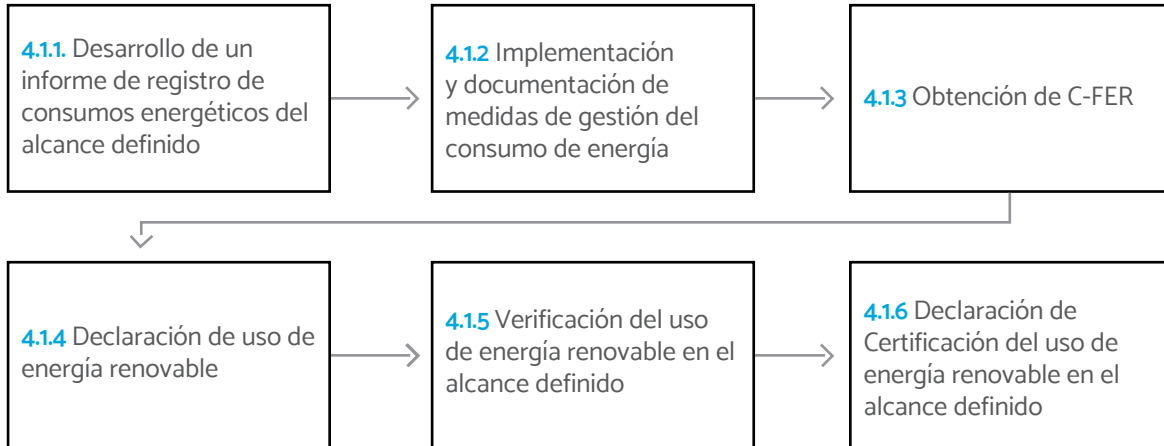 4.1.1. Desarrollo de un
informe de registro de
consumos energéticos del
alcance definido
4.1.2 Implementación
y documentación de
medidas de gestión del
consumo de energía
4.1.3 Obtención de C-FER
4.1.4 Declaración de uso de
energía renovable
4.1.5 Verificación del uso
de energía renovable en el
alcance definido
4.1.6 Declaración de
Certificación del uso de
energía renovable en el
alcance definido